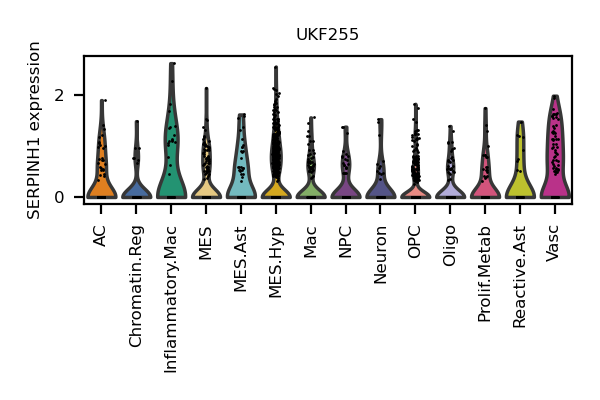 UKF255
SERPINH1 expression
2
0
AC
Chromatin.Reg
Inflammatory.Mac
MES
MES.Ast
MES.Hyp
Mac
NPC
Neuron
OPC
Oligo
Prolif.Metab
Reactive.Ast
Vasc